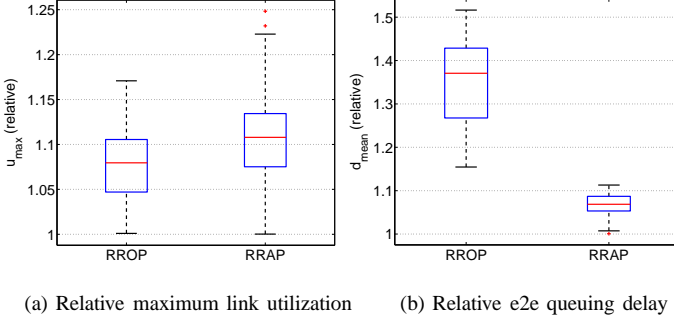 1.25
1.2
1.15
1.1
1.05
1
u_max (relative)
RROP RRAP
1.5
1.4
1.3
1.2
1.1
1
d_mean (relative)
RROP RRAP
(a) Relative maximum link utilization
(b) Relative e2e queuing delay